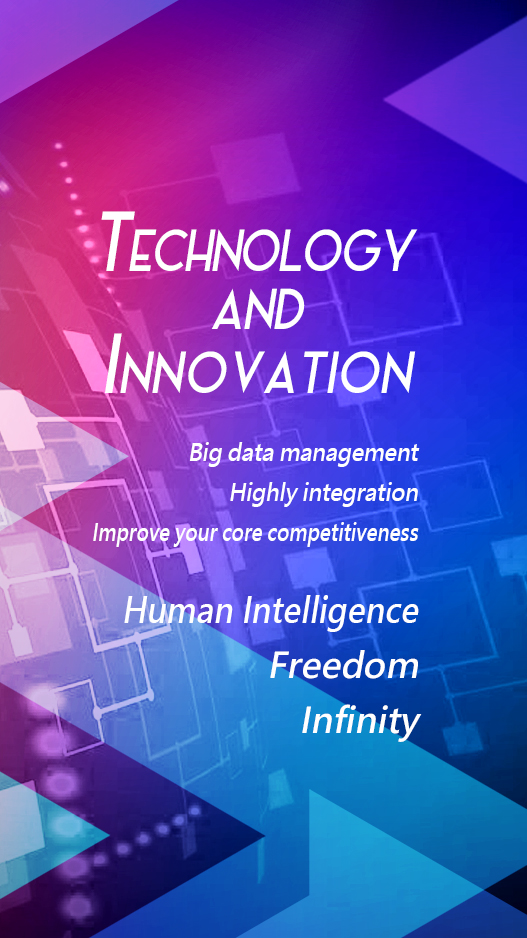 TECHNOLOGY
AND
INNOVATION
Big data management
Highly integration
Improve your core competitiveness
Human Intelligence
Freedom
Infinity